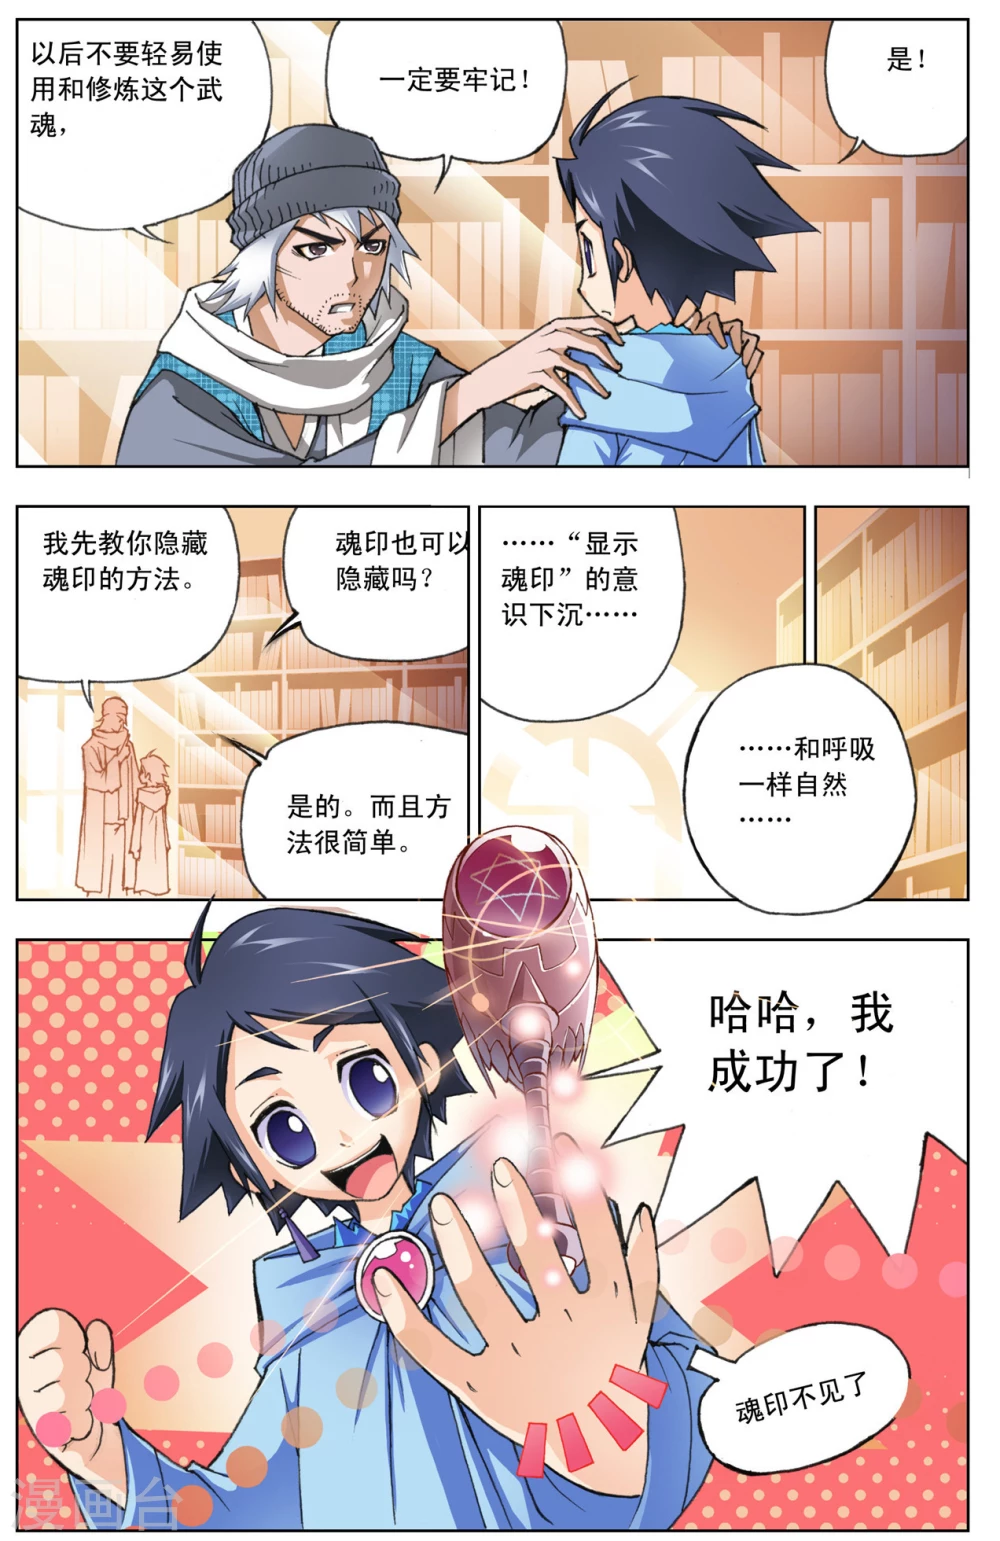 以后不要轻易使
用和修炼这个武
魂，
一定要牢记！
是！
我先教你隐藏
魂印的方法。
魂印也可以
隐藏吗？
是的。而且方
法很简单。
……“显示
魂印”的意
识下沉……
……和呼吸
一样自然
……
哈哈，我
成功了！
魂印不见了
漫画台